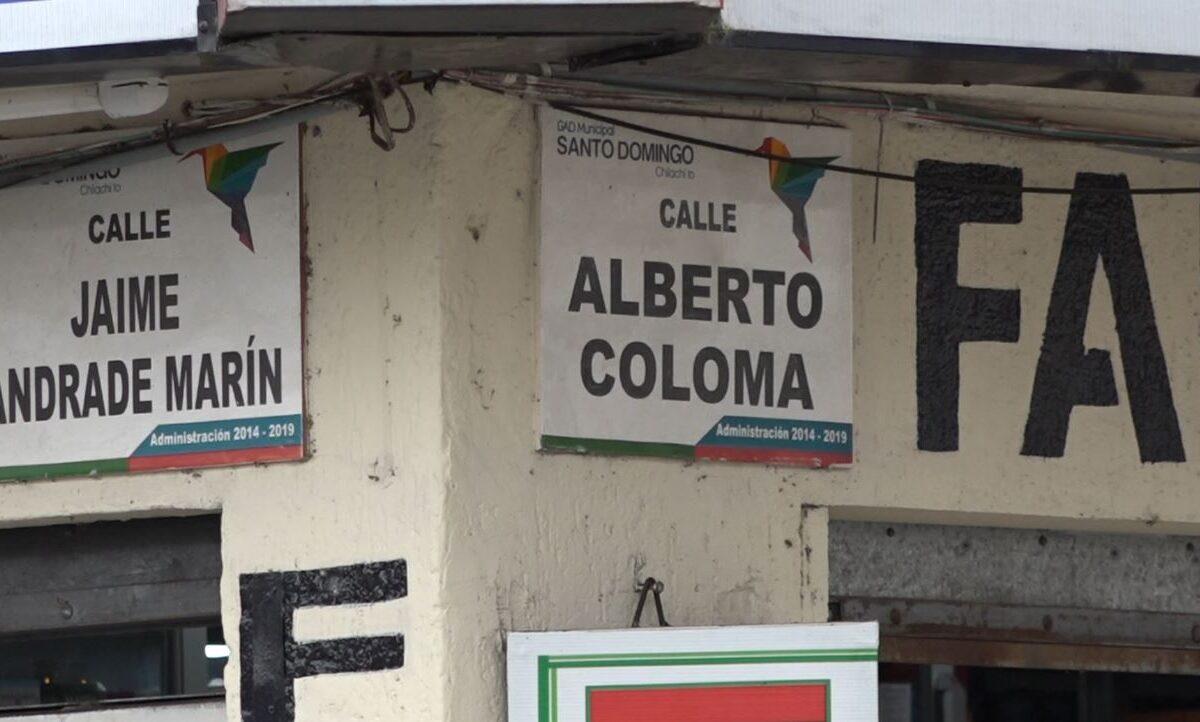 Chilachi to
CALLE
JAIME
ANDRADE MARÍN
Administración 2014 - 2019
GAD Municipal
SANTO DOMINGO
Chilachi to
CALLE
ALBERTO
COLOMA
Administración 2014 - 2019
FA
F